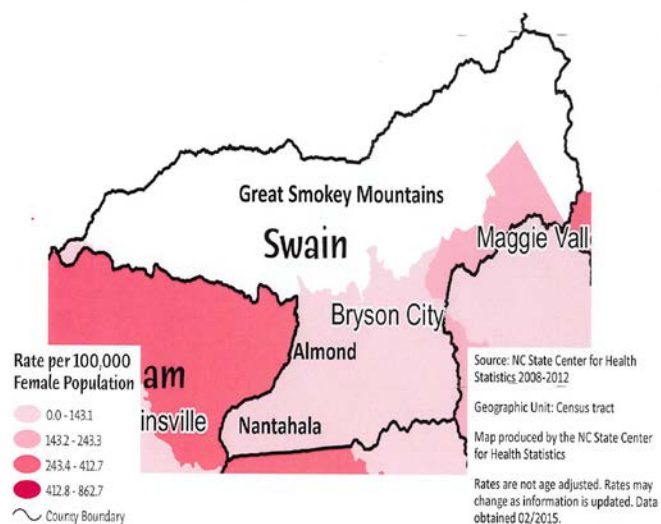 Great Smokey Mountains
Swain
Maggie Vall
Bryson City
Almond
am
insville
Nantahala
Rate per 100,000
Female Population
0.0 - 143.1
143.2 - 243.3
243.4 - 412.7
412.8 - 862.7
County Boundary
Source: NC State Center for Health
Statistics 2008-2012
Geographic Unit: Census tract
Map produced by the NC State Center
for Health Statistics
Rates are not age adjusted. Rates may
change as information is updated. Data
obtained 02/2015.